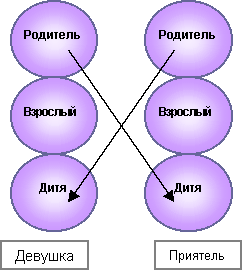 Родитель Родитель
Взрослый Взрослый
Дитя Дитя
Девушка Приятель